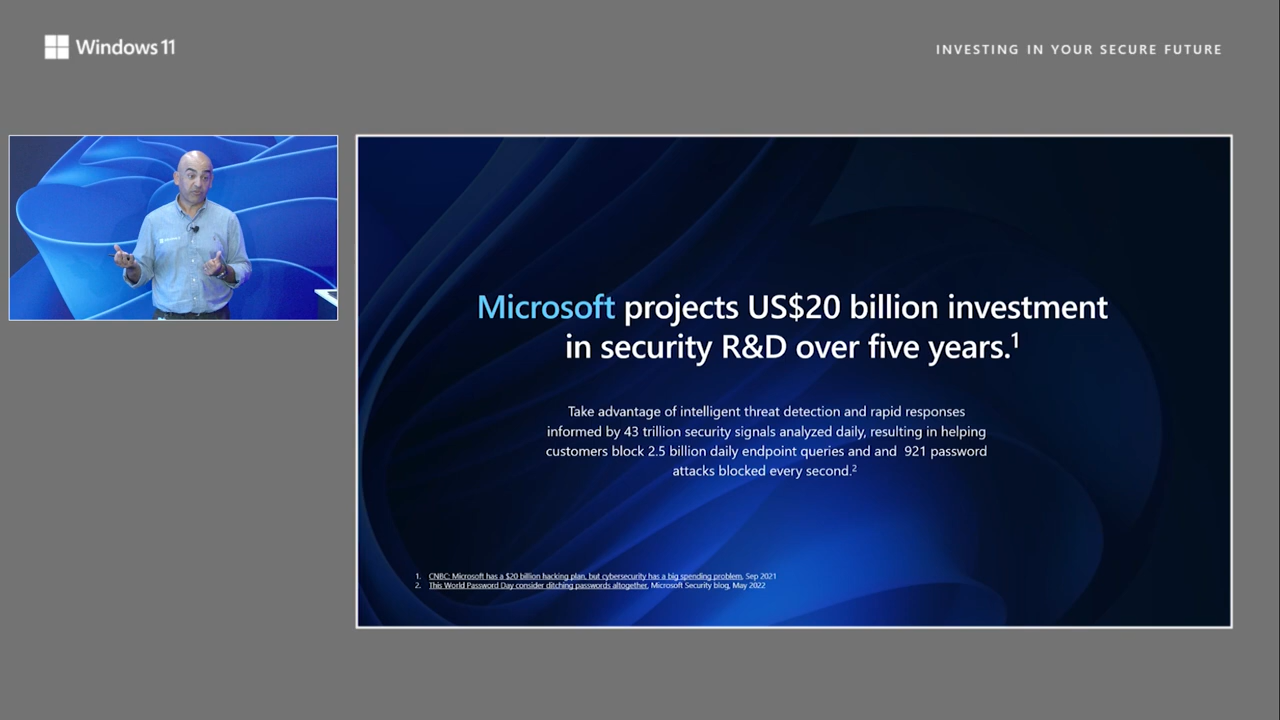 Windows 11
INVESTING IN YOUR SECURE FUTURE
Microsoft projects US$20 billion investment
in security R&D over five years.¹
Take advantage of intelligent threat detection and rapid responses
informed by 43 trillion security signals analyzed daily, resulting in helping
customers block 2.5 billion daily endpoint queries and and 921 password
attacks blocked every second.²
1. CNBC: Microsoft has a $20 billion hacking plan, but cybersecurity has a big spending problem, Sep 2021
2. This World Password Day consider ditching passwords altogether, Microsoft Security blog, May 2022